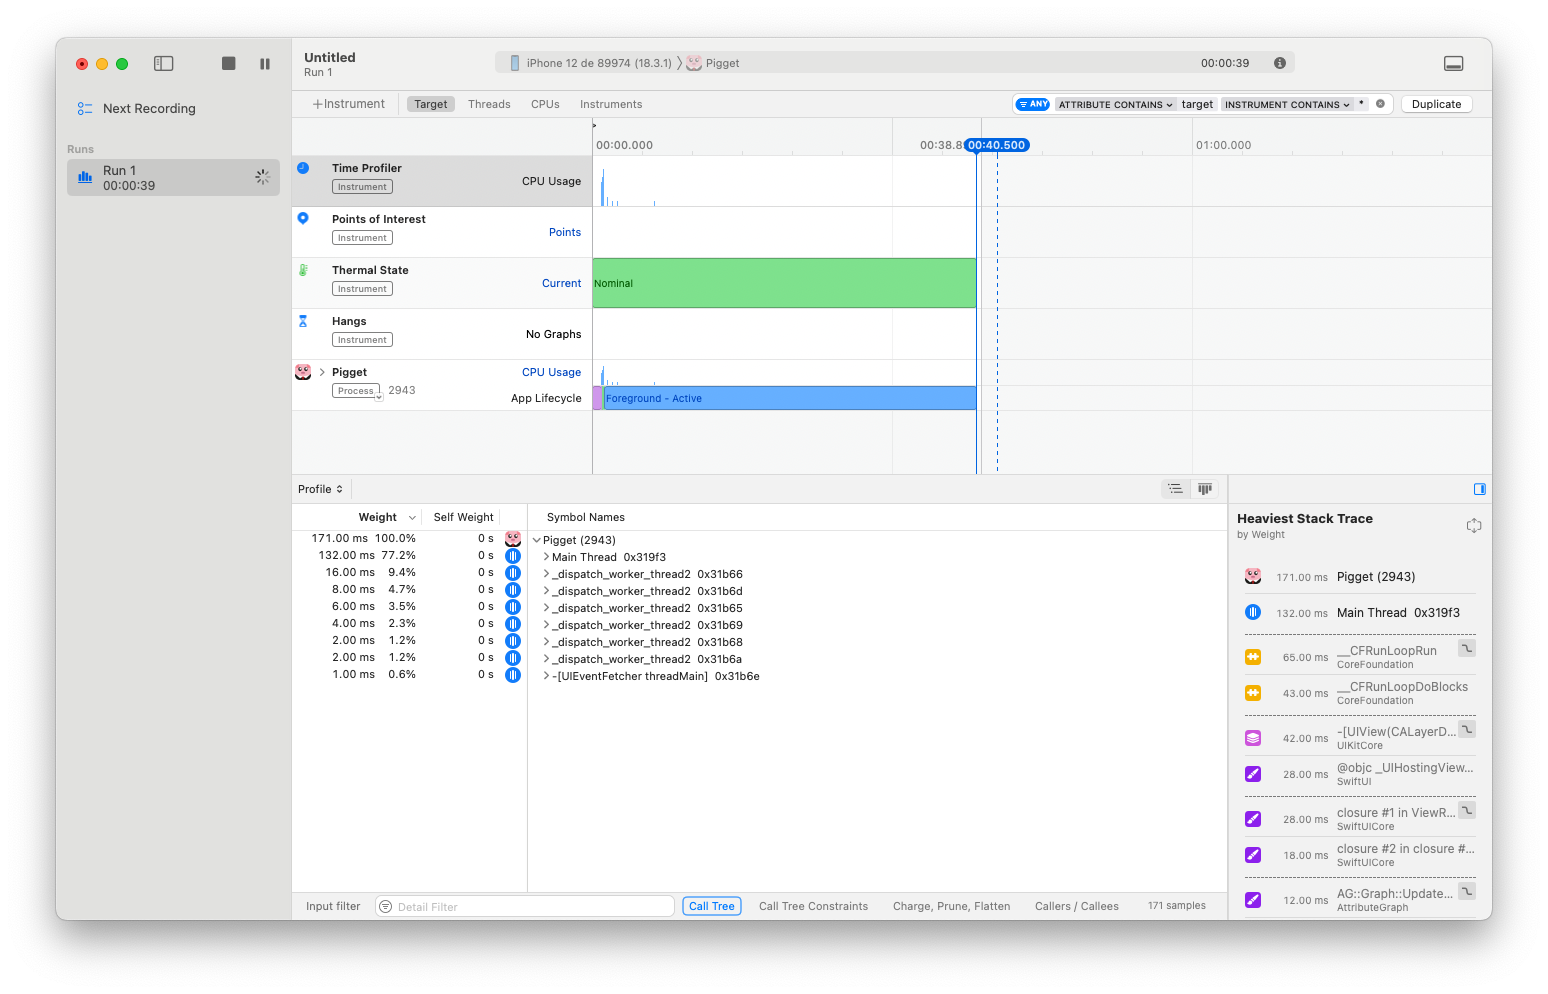 Untitled
Run 1
iPhone 12 de 89974 (18.3.1) 〉 Pigget
00:00:39
Next Recording
Runs
Run 1
00:00:39
+Instrument
Target
Threads
CPUs
Instruments
ANY ATTRIBUTE CONTAINS target INSTRUMENT CONTAINS *
Duplicate
00:00.000
00:38.8
00:40.500
01:00.000
Time Profiler
Instrument
CPU Usage
Points of Interest
Instrument
Points
Thermal State
Instrument
Current
Nominal
Hangs
Instrument
No Graphs
Pigget
Process 2943
CPU Usage
App Lifecycle
Foreground - Active
Profile
Weight Self Weight Symbol Names
171.00 ms 100.0% 0 s Pigget (2943)
132.00 ms 77.2% 0 s Main Thread 0x319f3
16.00 ms 9.4% 0 s _dispatch_worker_thread2 0x31b66
8.00 ms 4.7% 0 s _dispatch_worker_thread2 0x31b6d
6.00 ms 3.5% 0 s _dispatch_worker_thread2 0x31b65
4.00 ms 2.3% 0 s _dispatch_worker_thread2 0x31b69
2.00 ms 1.2% 0 s _dispatch_worker_thread2 0x31b68
2.00 ms 1.2% 0 s _dispatch_worker_thread2 0x31b6a
1.00 ms 0.6% 0 s -[UIEventFetcher threadMain] 0x31b6e
Heaviest Stack Trace
by Weight
171.00 ms Pigget (2943)
132.00 ms Main Thread 0x319f3
65.00 ms __CFRunLoopRun
CoreFoundation
43.00 ms __CFRunLoopDoBlocks
CoreFoundation
42.00 ms -[UIView(CALayerD...
UIKitCore
28.00 ms @objc _UIHostingView...
SwiftUI
28.00 ms closure #1 in ViewR...
SwiftUICore
18.00 ms closure #2 in closure #...
SwiftUICore
12.00 ms AG::Graph::Update...
AttributeGraph
Input filter
Detail Filter
Call Tree
Call Tree Constraints
Charge, Prune, Flatten
Callers / Callees
171 samples